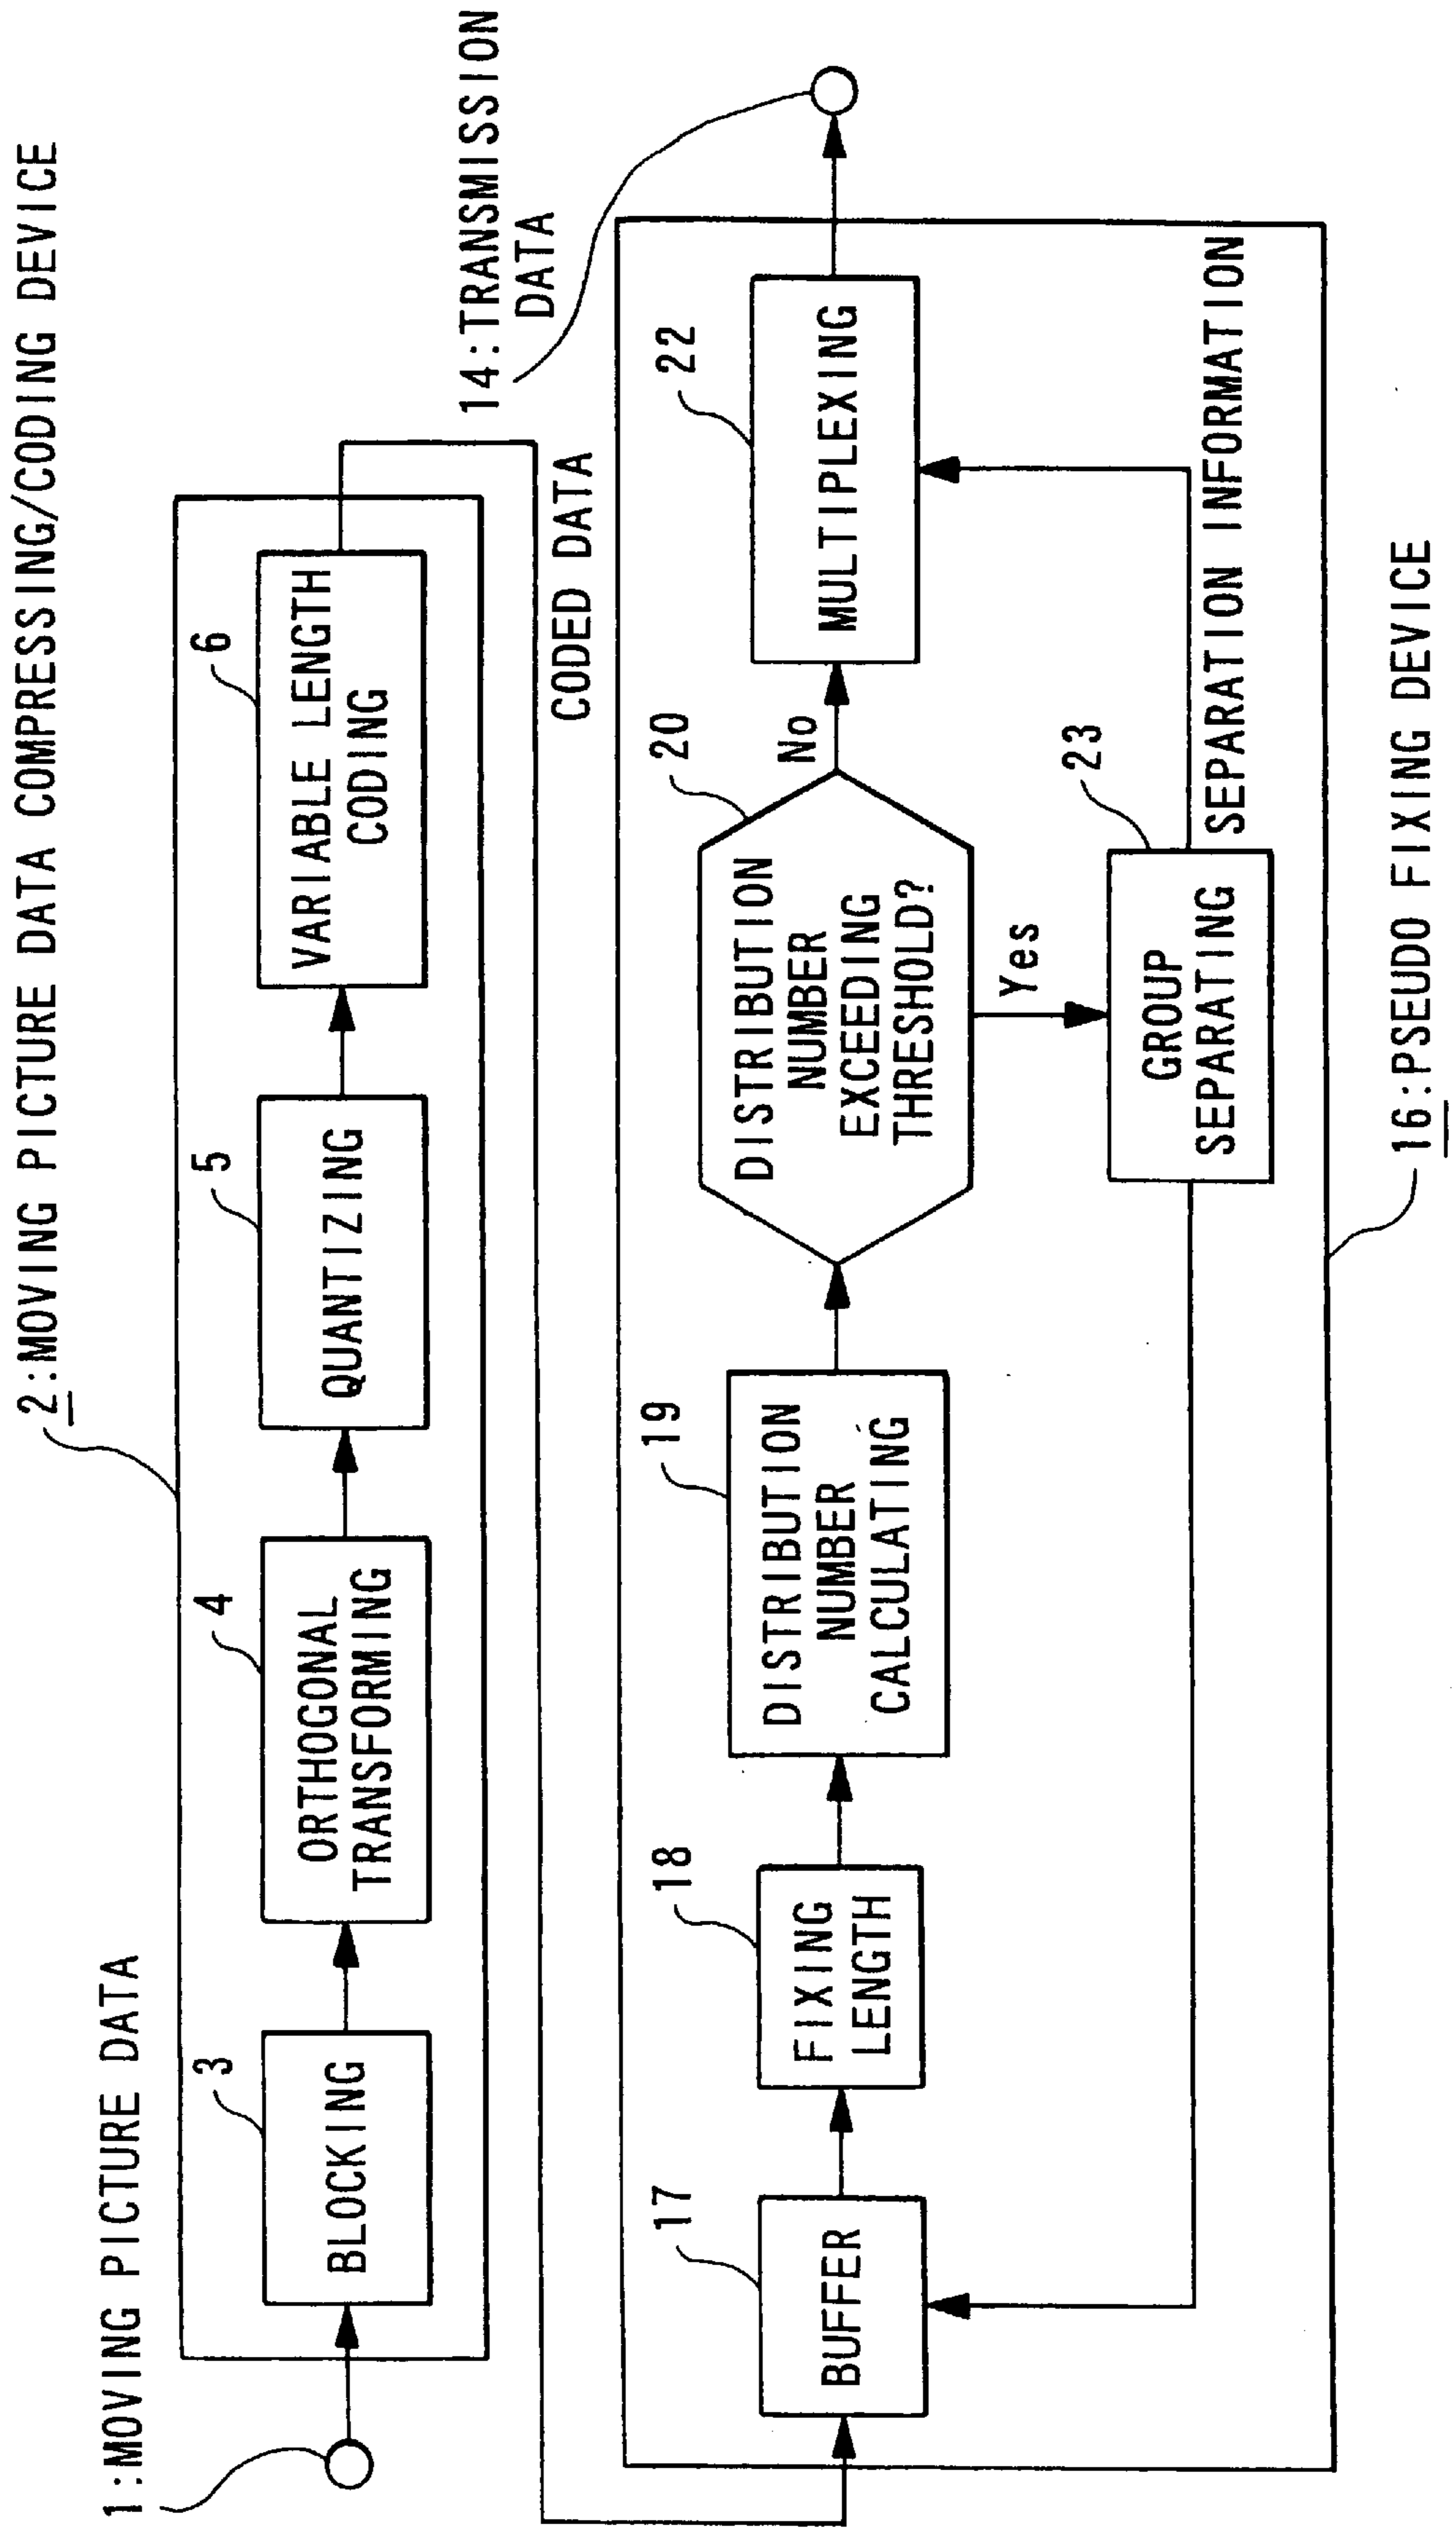 2:MOVING PICTURE DATA COMPRESSING/CODING DEVICE
1:MOVING PICTURE DATA
3
BLOCKING
4
ORTHOGONAL
TRANSFORMING
5
QUANTIZING
6
VARIABLE LENGTH
CODING
14:TRANSMISSION
DATA
CODED DATA
17
BUFFER
18
FIXING
LENGTH
19
DISTRIBUTION
NUMBER
CALCULATING
20
DISTRIBUTION
NUMBER
EXCEEDING
THRESHOLD?
No
Yes
22
MULTIPLEXING
23
GROUP
SEPARATING
SEPARATION INFORMATION
16:PSEUDO FIXING DEVICE